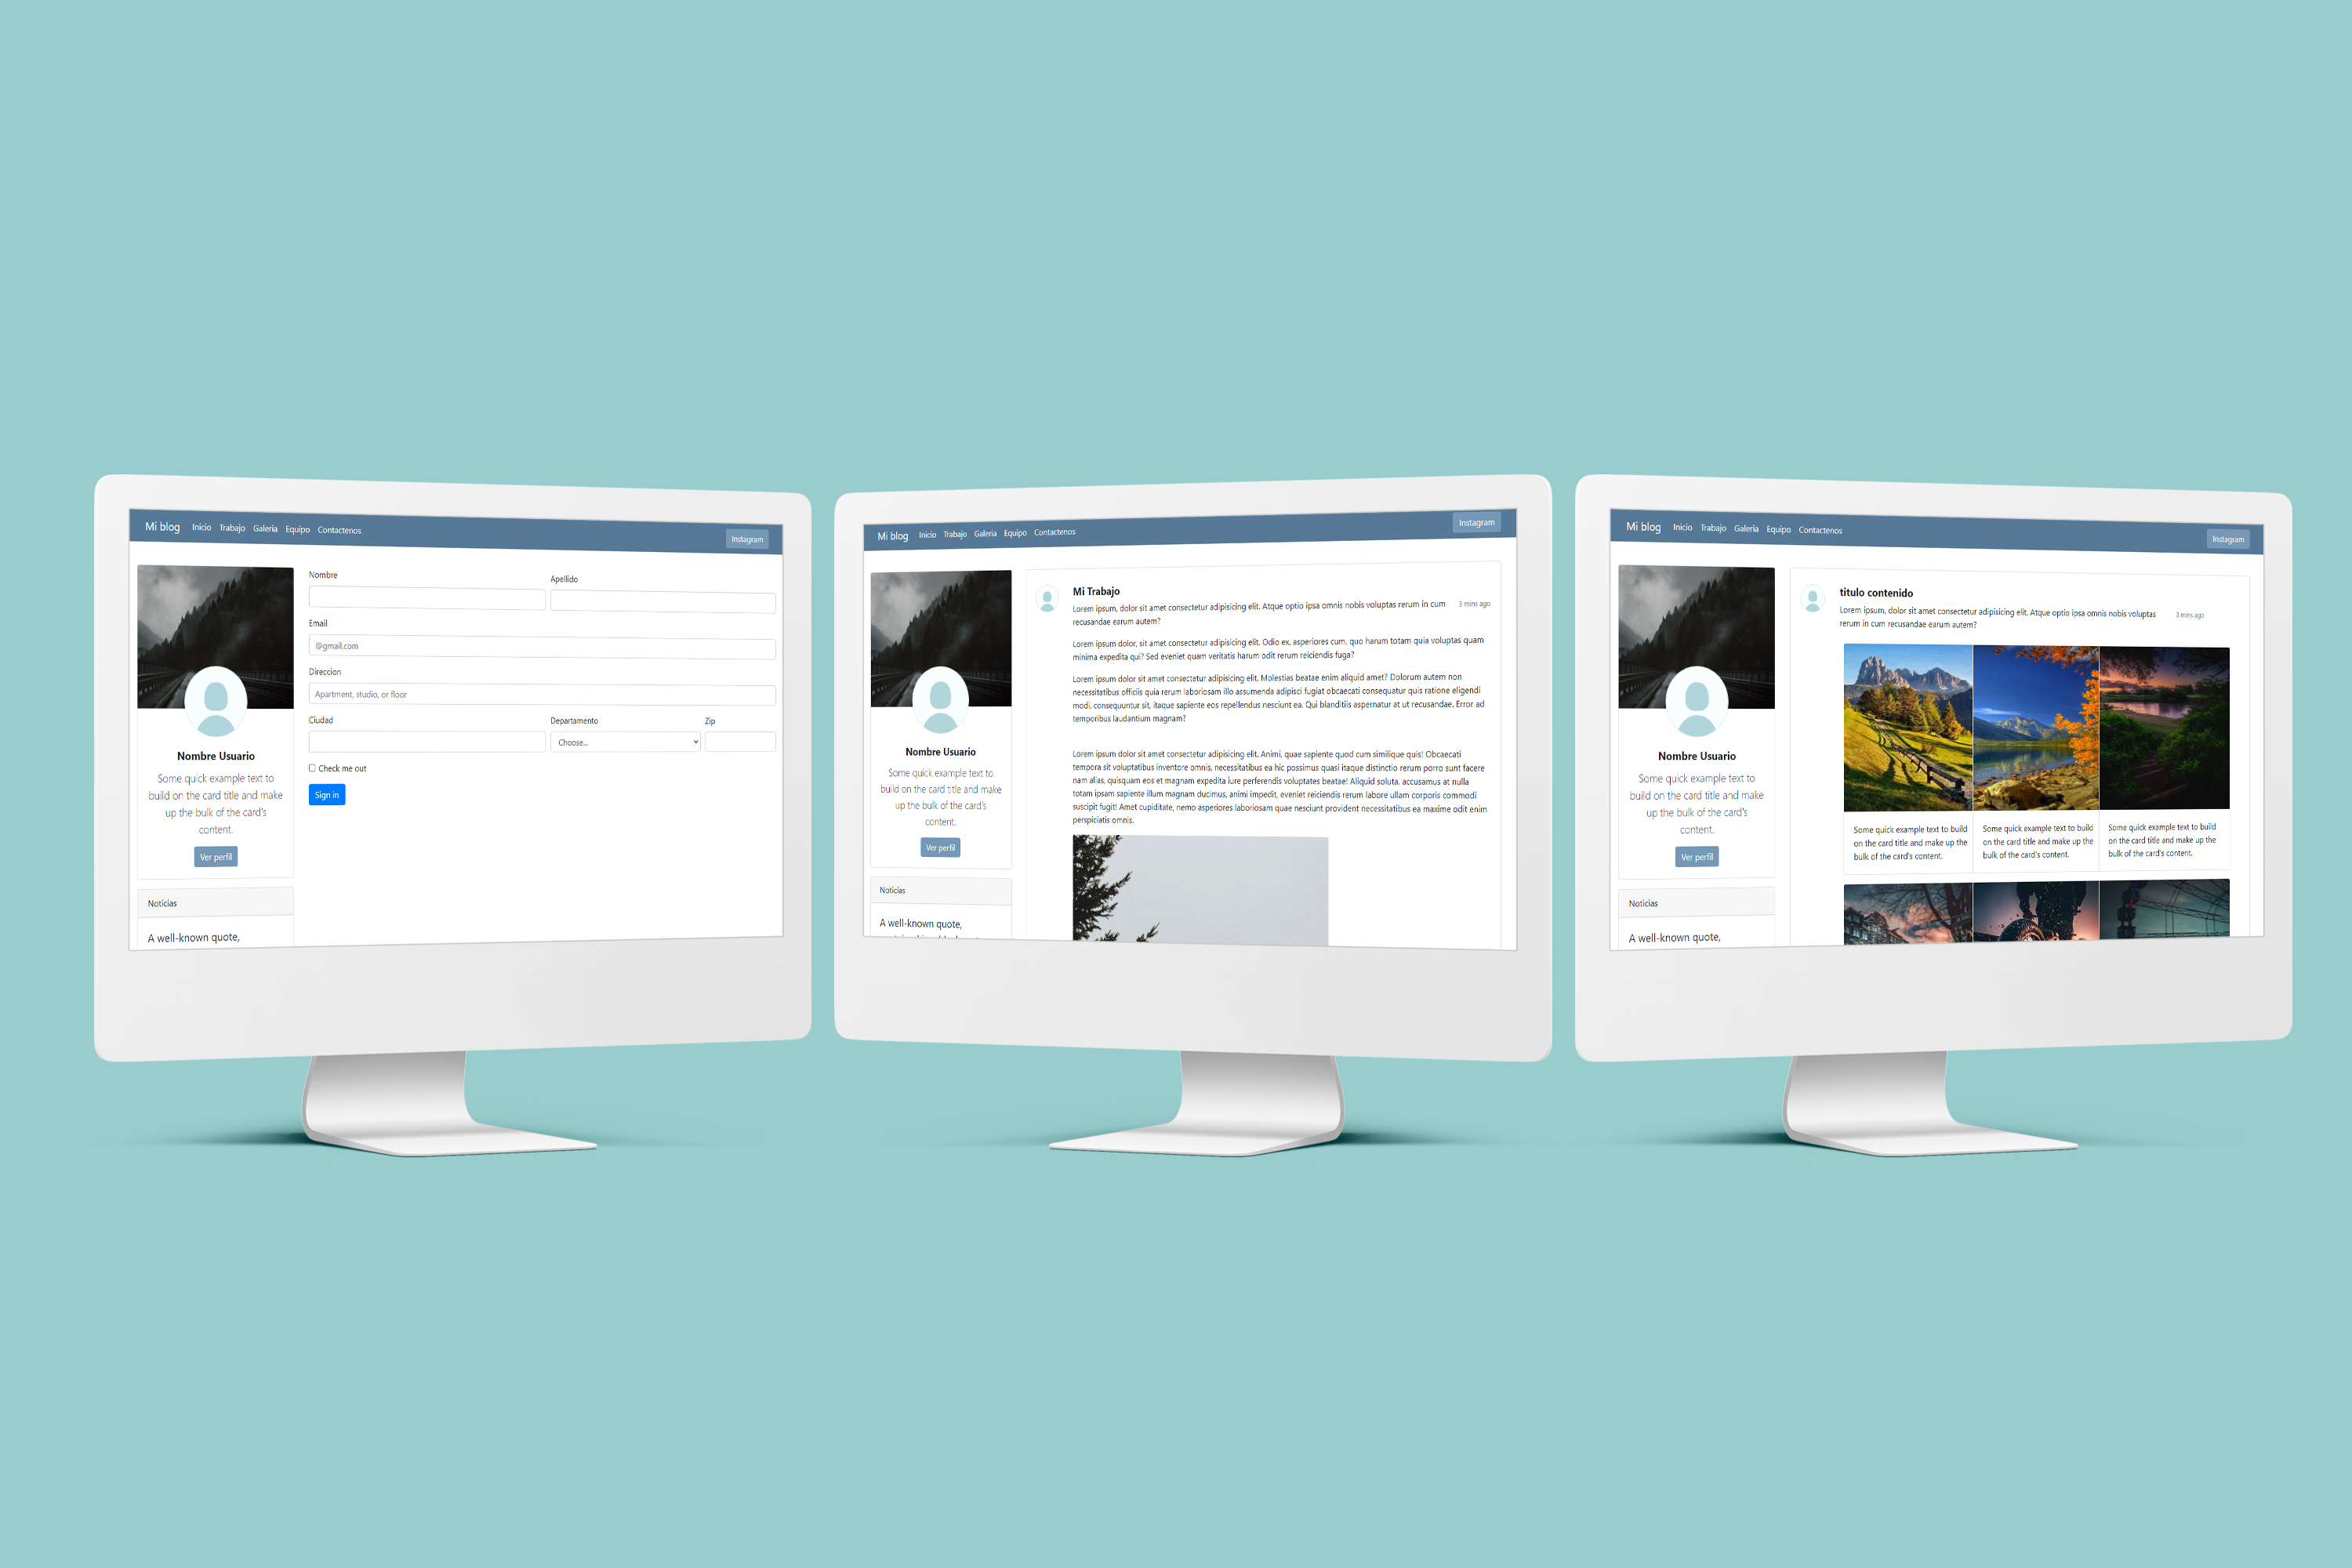 Mi blog Inicio Trabajo Galeria Equipo Contactenos Instagram
Nombre Usuario
Some quick example text to
build on the card title and make
up the bulk of the card's
content.
Ver perfil
Noticias
A well-known quote,
Nombre Apellido
Email
@gmail.com
Direccion
Apartment, studio, or floor
Ciudad Departamento Zip
Choose...
Check me out
Sign in
Mi blog Inicio Trabajo Galeria Equipo Contactenos Instagram
Nombre Usuario
Some quick example text to
build on the card title and make
up the bulk of the card's
content.
Ver perfil
Noticias
A well-known quote,
Mi Trabajo
Lorem ipsum, dolor sit amet consectetur adipisicing elit. Atque optio ipsa omnis nobis voluptas rerum in cum 3 mins ago
recusandae earum autem?
Lorem ipsum dolor, sit amet consectetur adipisicing elit. Odio ex, asperiores cum, quo harum totam quia voluptas quam
minima expedita qui? Sed eveniet quam veritatis harum odit rerum reiciendis fuga?
Lorem ipsum dolor sit amet consectetur adipisicing elit. Molestias beatae enim aliquid amet? Dolorum autem non
necessitatibus officiis quia rerum laboriosam illo assumenda adipisci fugiat obcaecati consequatur quis ratione eligendi
modi, consequuntur sit, itaque sapiente eos repellendus nesciunt ea. Qui blanditiis aspernatur at ut recusandae. Error ad
temporibus laudantium magnam?
Lorem ipsum dolor sit amet consectetur adipisicing elit. Animi, quae sapiente quod cum similique quis! Obcaecati
tempora sit voluptatibus inventore omnis, necessitatibus ea hic possimus quasi itaque distinctio rerum porro sunt facere
nam alias, quisquam eos et magnam expedita iure perferendis voluptates beatae! Aliquid soluta, accusamus at nulla
totam ipsam sapiente illum magnam ducimus, animi impedit, eveniet reiciendis rerum labore ullam corporis commodi
suscipit fugit! Amet cupiditate, nemo asperiores laboriosam quae nesciunt provident necessitatibus ea maxime odit enim
perspiciatis omnis.
Mi blog Inicio Trabajo Galeria Equipo Contactenos Instagram
Nombre Usuario
Some quick example text to
build on the card title and make
up the bulk of the card's
content.
Ver perfil
Noticias
A well-known quote,
titulo contenido
Lorem ipsum, dolor sit amet consectetur adipisicing elit. Atque optio ipsa omnis nobis voluptas 3 mins ago
rerum in cum recusandae earum autem?
Some quick example text to build
on the card title and make up the
bulk of the card's content.
Some quick example text to build
on the card title and make up the
bulk of the card's content.
Some quick example text to build
on the card title and make up the
bulk of the card's content.